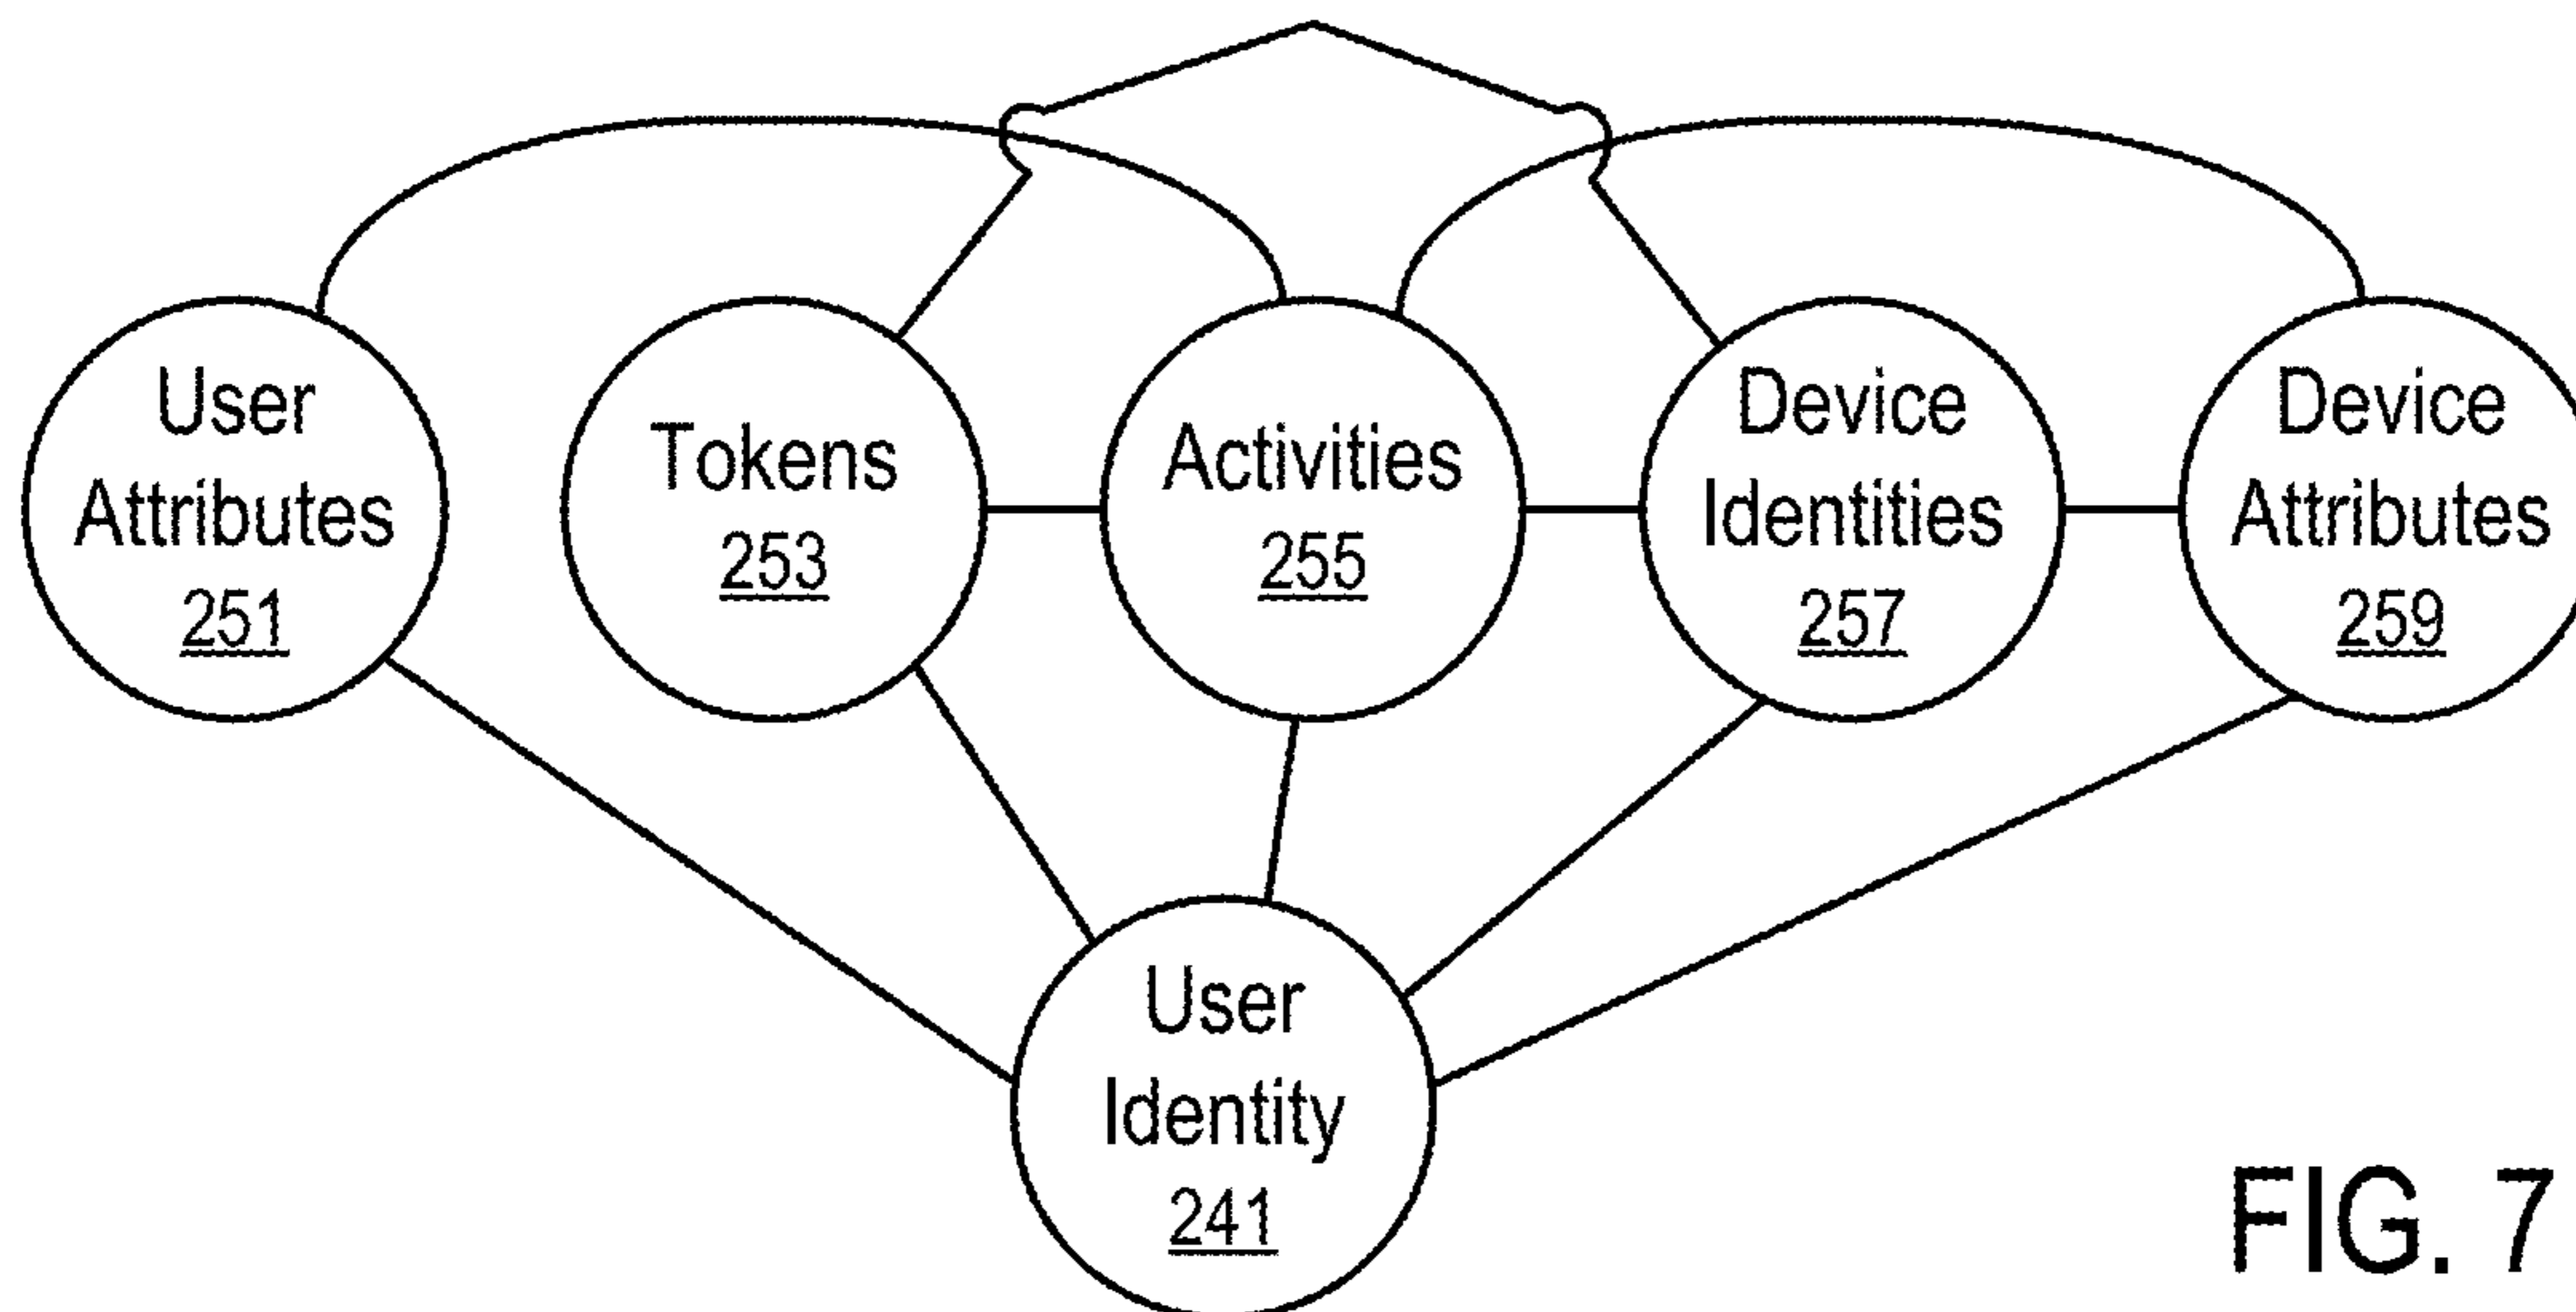 User
Attributes
251
Tokens
253
Activities
255
Device
Identities
257
Device
Attributes
259
User
Identity
241
FIG. 7